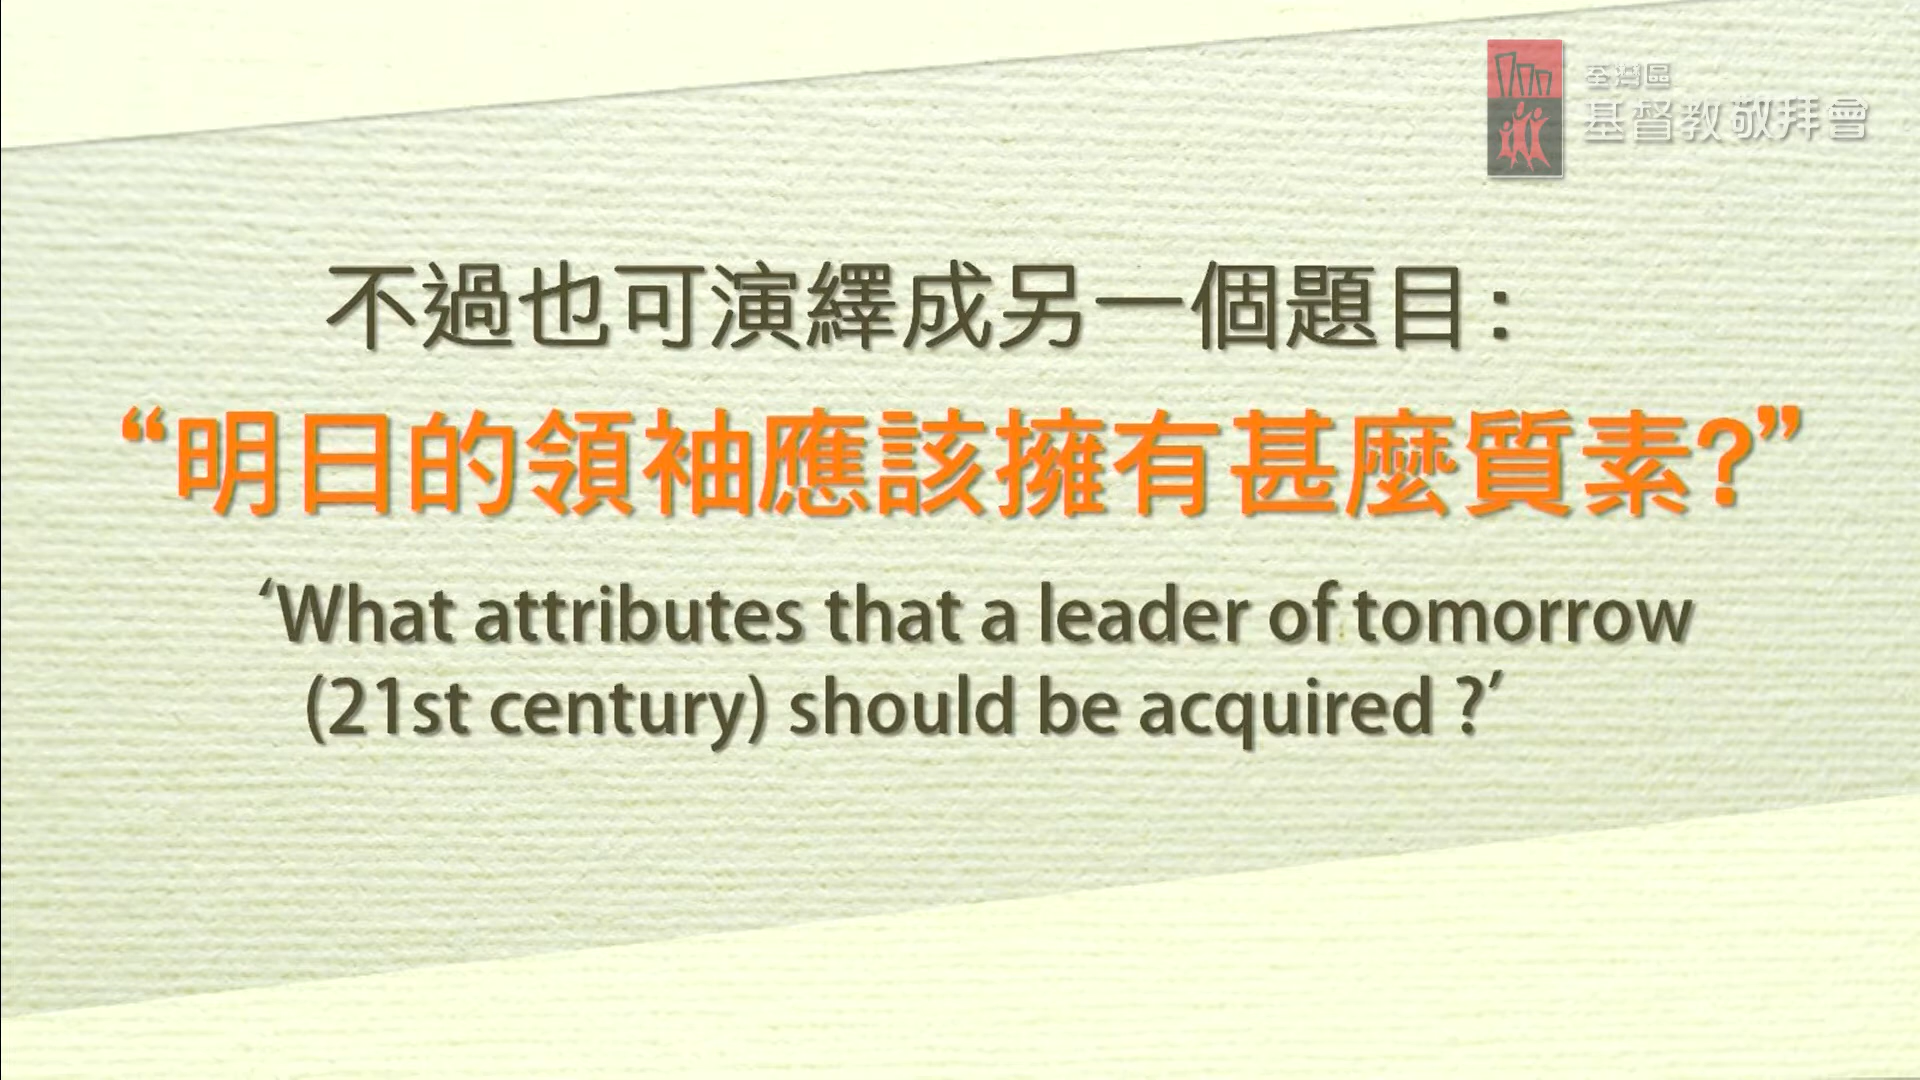 荃灣區
基督教敬拜會
不過也可演繹成另一個題目：
“明日的領袖應該擁有甚麼質素?”
‘What attributes that a leader of tomorrow
(21st century) should be acquired ?’